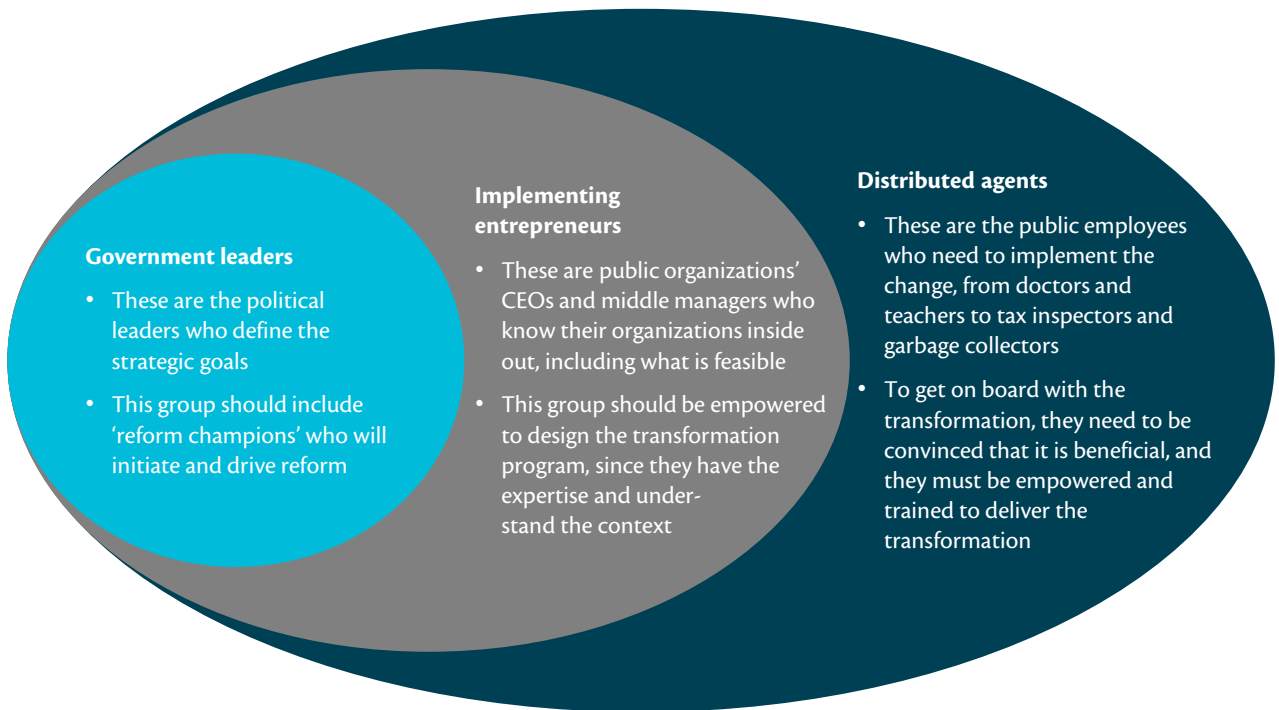 Government leaders
• These are the political
leaders who define the
strategic goals
• This group should include
‘reform champions’ who will
initiate and drive reform
Implementing
entrepreneurs
• These are public organizations’
CEOs and middle managers who
know their organizations inside
out, including what is feasible
• This group should be empowered
to design the transformation
program, since they have the
expertise and under-
stand the context
Distributed agents
• These are the public employees
who need to implement the
change, from doctors and
teachers to tax inspectors and
garbage collectors
• To get on board with the
transformation, they need to be
convinced that it is beneficial, and
they must be empowered and
trained to deliver the
transformation